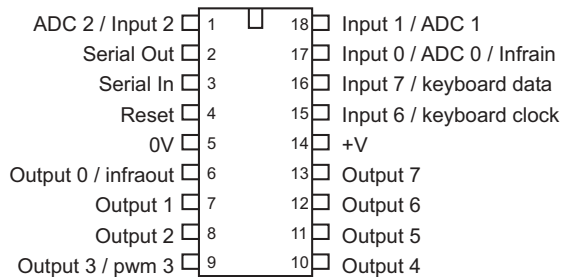 ADC 2 / Input 2 1 18 Input 1 / ADC 1
Serial Out 2 17 Input 0 / ADC 0 / Infrain
Serial In 3 16 Input 7 / keyboard data
Reset 4 15 Input 6 / keyboard clock
0V 5 14 +V
Output 0 / infraout 6 13 Output 7
Output 1 7 12 Output 6
Output 2 8 11 Output 5
Output 3 / pwm 3 9 10 Output 4